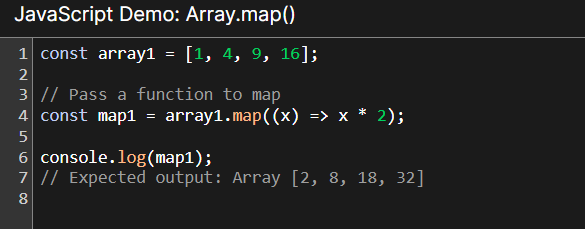 JavaScript Demo: Array.map()
1 const array1 = [1, 4, 9, 16];
2
3 // Pass a function to map
4 const map1 = array1.map((x) => x * 2);
5
6 console.log(map1);
7 // Expected output: Array [2, 8, 18, 32]
8